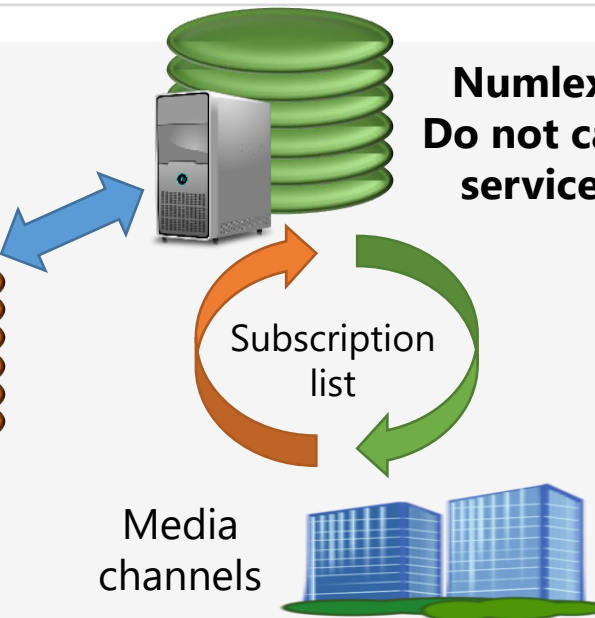 Numlex
Do not ca
service
Subscription
list
Media
channels